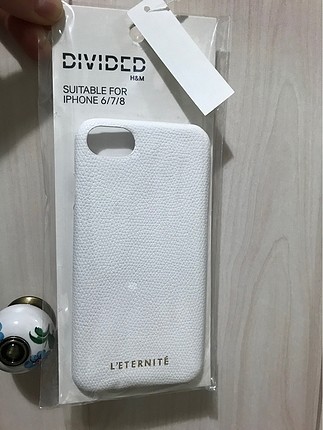 DIVIDED
H&M
SUITABLE FOR
IPHONE 6/7/8
L'ETERNITÉ